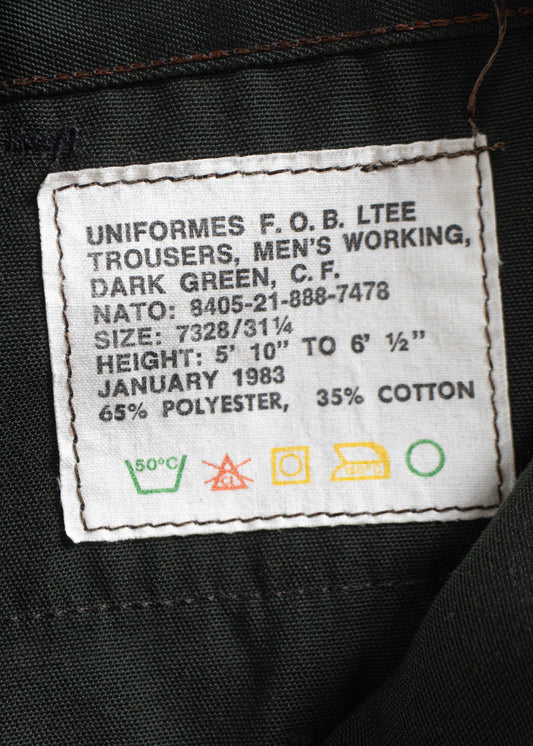 UNIFORMES F. O. B. LTEE
TROUSERS, MEN'S WORKING,
DARK GREEN, C. F.
NATO: 8405-21-888-7478
SIZE: 7328/31¼
HEIGHT: 5' 10" TO 6' ½"
JANUARY 1983
65% POLYESTER, 35% COTTON
50°C CL